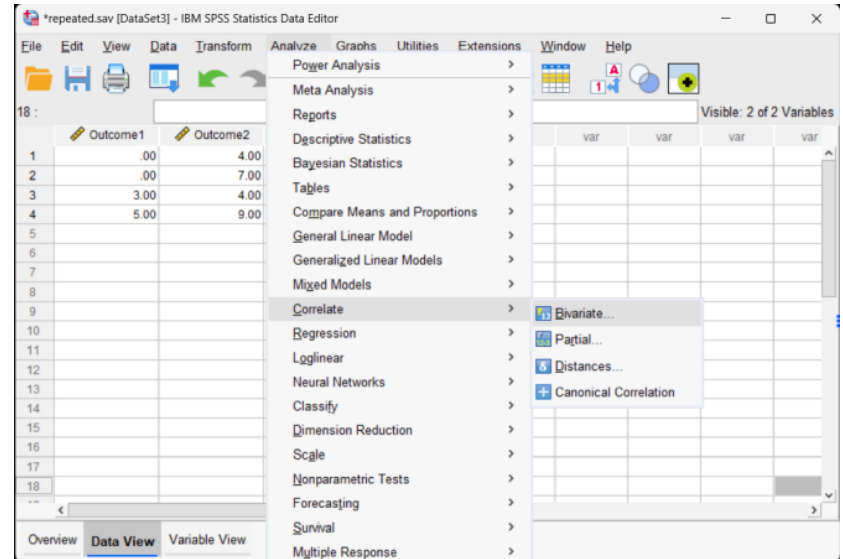 *repeated.sav [DataSet3] - IBM SPSS Statistics Data Editor
File Edit View Data Transform Analyze Graphs Utilities Extensions Window Help
18 :
Visible: 2 of 2 Variables
Outcome1 Outcome2 var var var var
1 .00 4.00
2 .00 7.00
3 3.00 4.00
4 5.00 9.00
5
6
7
8
9
10
11
12
13
14
15
16
17
18
Power Analysis
Meta Analysis
Reports
Descriptive Statistics
Bayesian Statistics
Tables
Compare Means and Proportions
General Linear Model
Generalized Linear Models
Mixed Models
Correlate
Regression
Loglinear
Neural Networks
Classify
Dimension Reduction
Scale
Nonparametric Tests
Forecasting
Survival
Multiple Response
Bivariate...
Partial...
Distances...
Canonical Correlation
Overview Data View Variable View